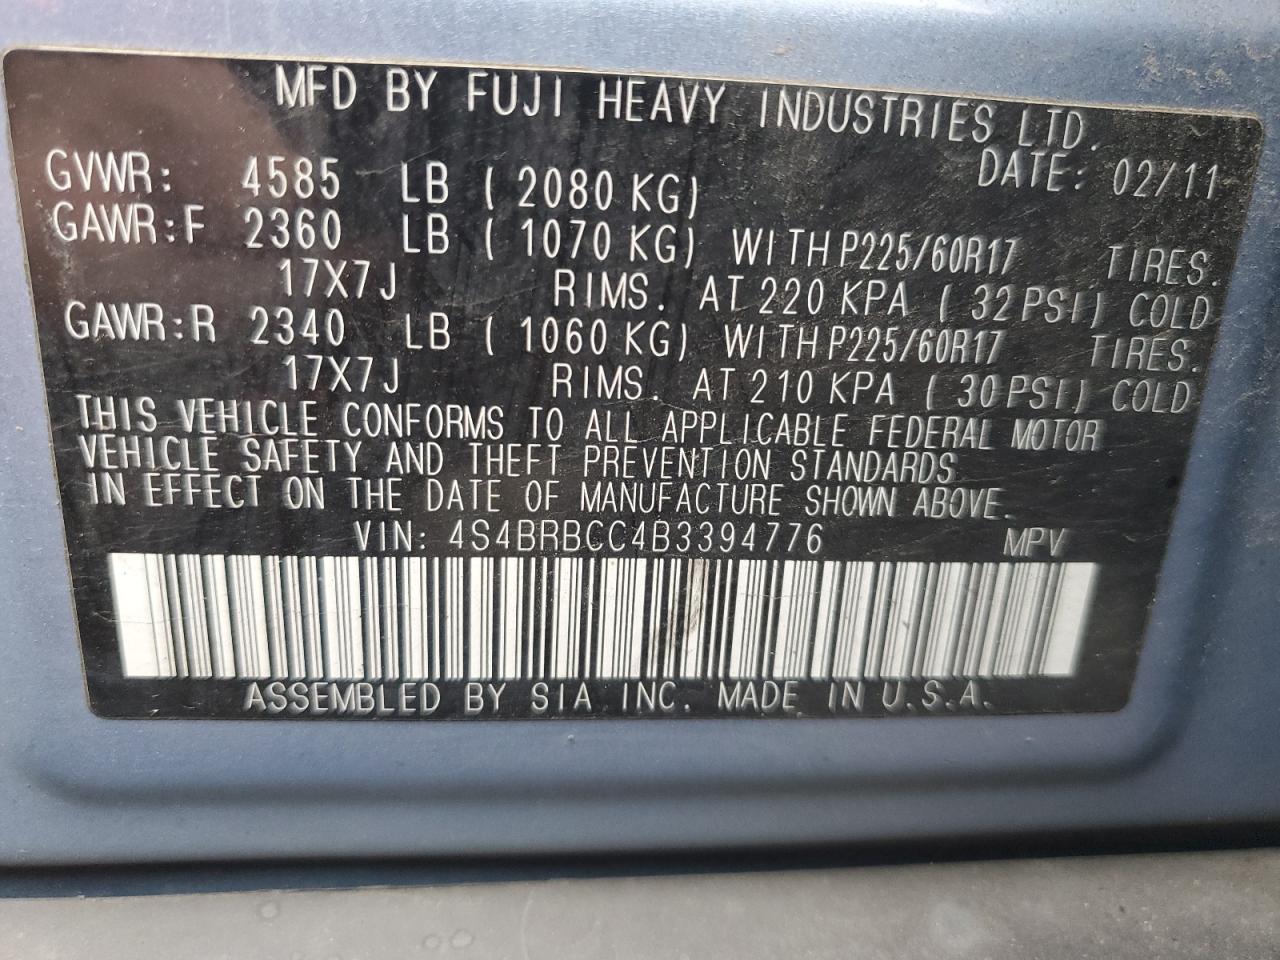 MFD BY FUJI HEAVY INDUSTRIES LTD.
DATE: 02/11
GVWR: 4585 LB ( 2080 KG)
GAWR:F 2360 LB ( 1070 KG) WITH P225/60R17 TIRES.
17X7J RIMS. AT 220 KPA ( 32 PSI) COLD
GAWR:R 2340 LB ( 1060 KG) WITH P225/60R17 TIRES.
17X7J RIMS. AT 210 KPA ( 30 PSI) COLD
THIS VEHICLE CONFORMS TO ALL APPLICABLE FEDERAL MOTOR
VEHICLE SAFETY AND THEFT PREVENTION STANDARDS
IN EFFECT ON THE DATE OF MANUFACTURE SHOWN ABOVE.
VIN: 4S4BRBCC4B3394776 MPV
ASSEMBLED BY SIA INC. MADE IN U.S.A.